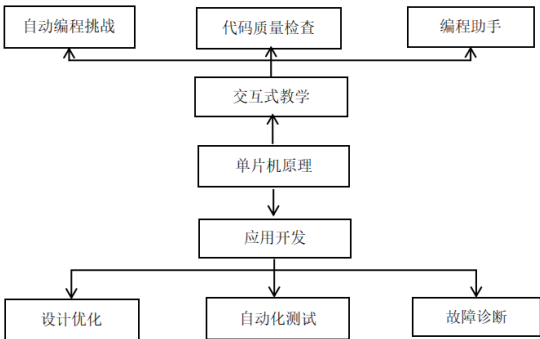 自动编程挑战
代码质量检查
编程助手
交互式教学
单片机原理
应用开发
设计优化
自动化测试
故障诊断